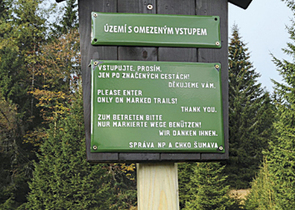 ÚZEMÍ S OMEZENÝM VSTUPEM
VSTUPUJTE, PROSÍM,
JEN PO ZNAČENÝCH CESTÁCH!
DĚKUJEME VÁM.
PLEASE ENTER
ONLY ON MARKED TRAILS!
THANK YOU.
ZUM BETRETEN BITTE
NUR MARKIERTE WEGE BENÜTZEN!
WIR DANKEN IHNEN.
SPRÁVA NP A CHKO ŠUMAVA